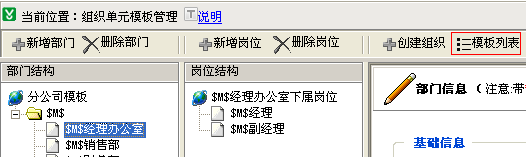 当前位置：组织单元模板管理 T说明
新增部门 删除部门 新增岗位 删除岗位 创建组织 模板列表
部门结构 岗位结构
分公司模板
$M$
$M$经理办公室
$M$销售部
$M$经理办公室下属岗位
$M$经理
$M$副经理
部门信息 （注意:带
基础信息